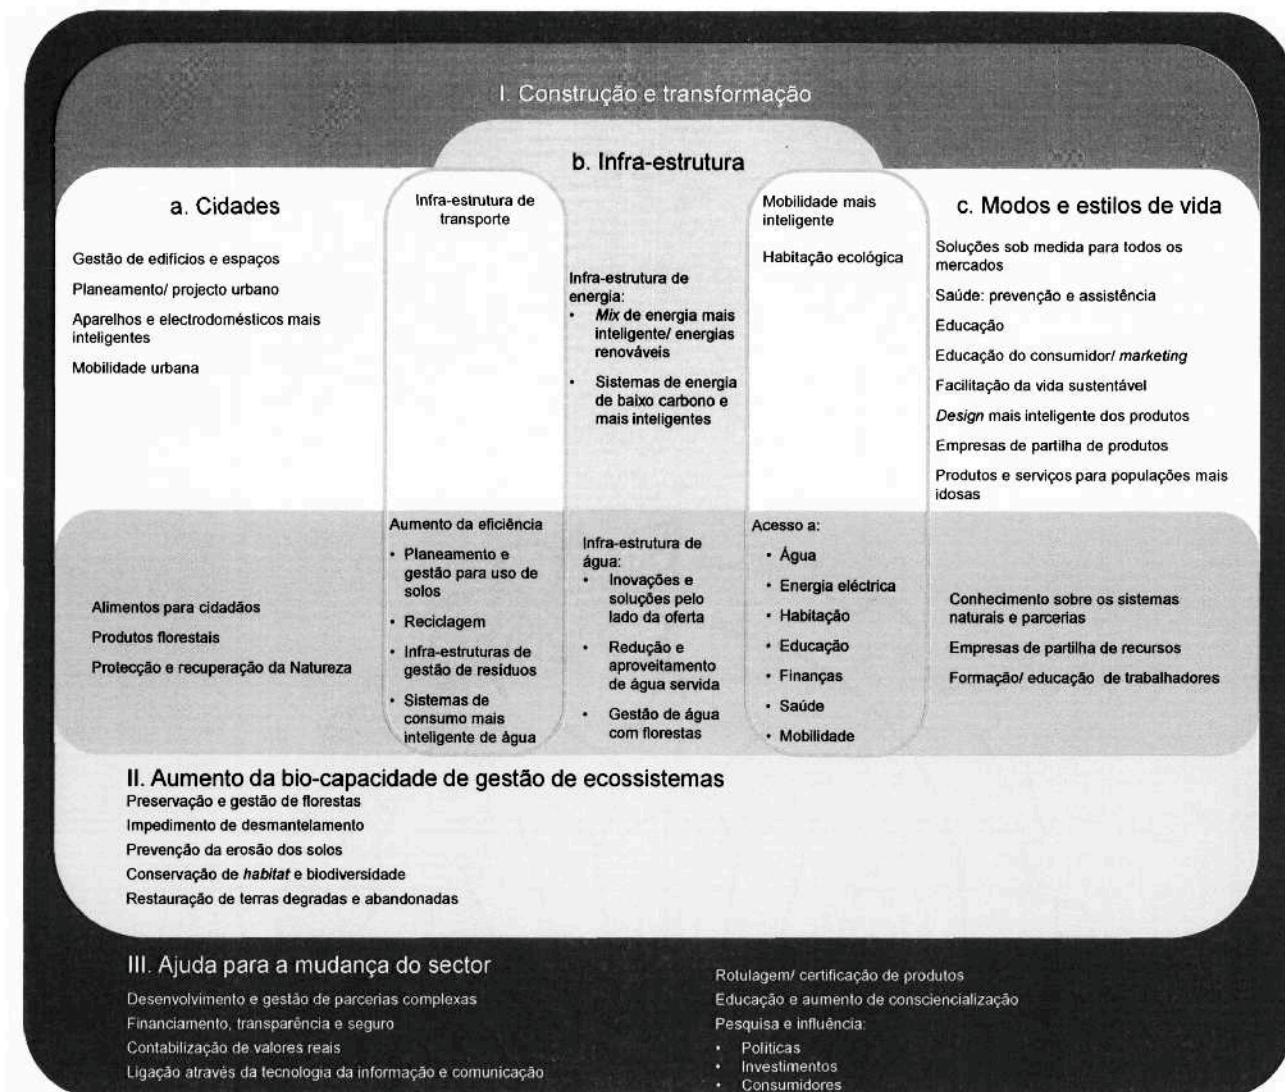 I. Construção e transformação
b. Infra-estrutura
a. Cidades
Gestão de edifícios e espaços
Planeamento/ projecto urbano
Aparelhos e electrodomésticos mais
inteligentes
Mobilidade urbana
Infra-estrutura de
transporte
Infra-estrutura de
energia:
• Mix de energia mais
inteligente/ energias
renováveis
• Sistemas de energia
de baixo carbono e
mais inteligentes
Mobilidade mais
inteligente
Habitação ecológica
c. Modos e estilos de vida
Soluções sob medida para todos os
mercados
Saúde: prevenção e assistência
Educação
Educação do consumidor/ marketing
Facilitação da vida sustentável
Design mais inteligente dos produtos
Empresas de partilha de produtos
Produtos e serviços para populações mais
idosas
Alimentos para cidadãos
Produtos florestais
Protecção e recuperação da Natureza
Aumento da eficiência
• Planeamento e
gestão para uso de
solos
• Reciclagem
• Infra-estruturas de
gestão de resíduos
• Sistemas de
consumo mais
inteligente de água
Infra-estrutura de
água:
• Inovações e
soluções pelo
lado da oferta
• Redução e
aproveitamento
de água servida
• Gestão de água
com florestas
Acesso a:
• Água
• Energia eléctrica
• Habitação
• Educação
• Finanças
• Saúde
• Mobilidade
Conhecimento sobre os sistemas
naturais e parcerias
Empresas de partilha de recursos
Formação/ educação de trabalhadores
II. Aumento da bio-capacidade de gestão de ecossistemas
Preservação e gestão de florestas
Impedimento de desmantelamento
Prevenção da erosão dos solos
Conservação de habitat e biodiversidade
Restauração de terras degradas e abandonadas
III. Ajuda para a mudança do sector
Desenvolvimento e gestão de parcerias complexas
Financiamento, transparência e seguro
Contabilização de valores reais
Ligação através da tecnologia da informação e comunicação
Rotulagem/ certificação de produtos
Educação e aumento de consciencialização
Pesquisa e influência:
• Politicas
• Investimentos
• Consumidores